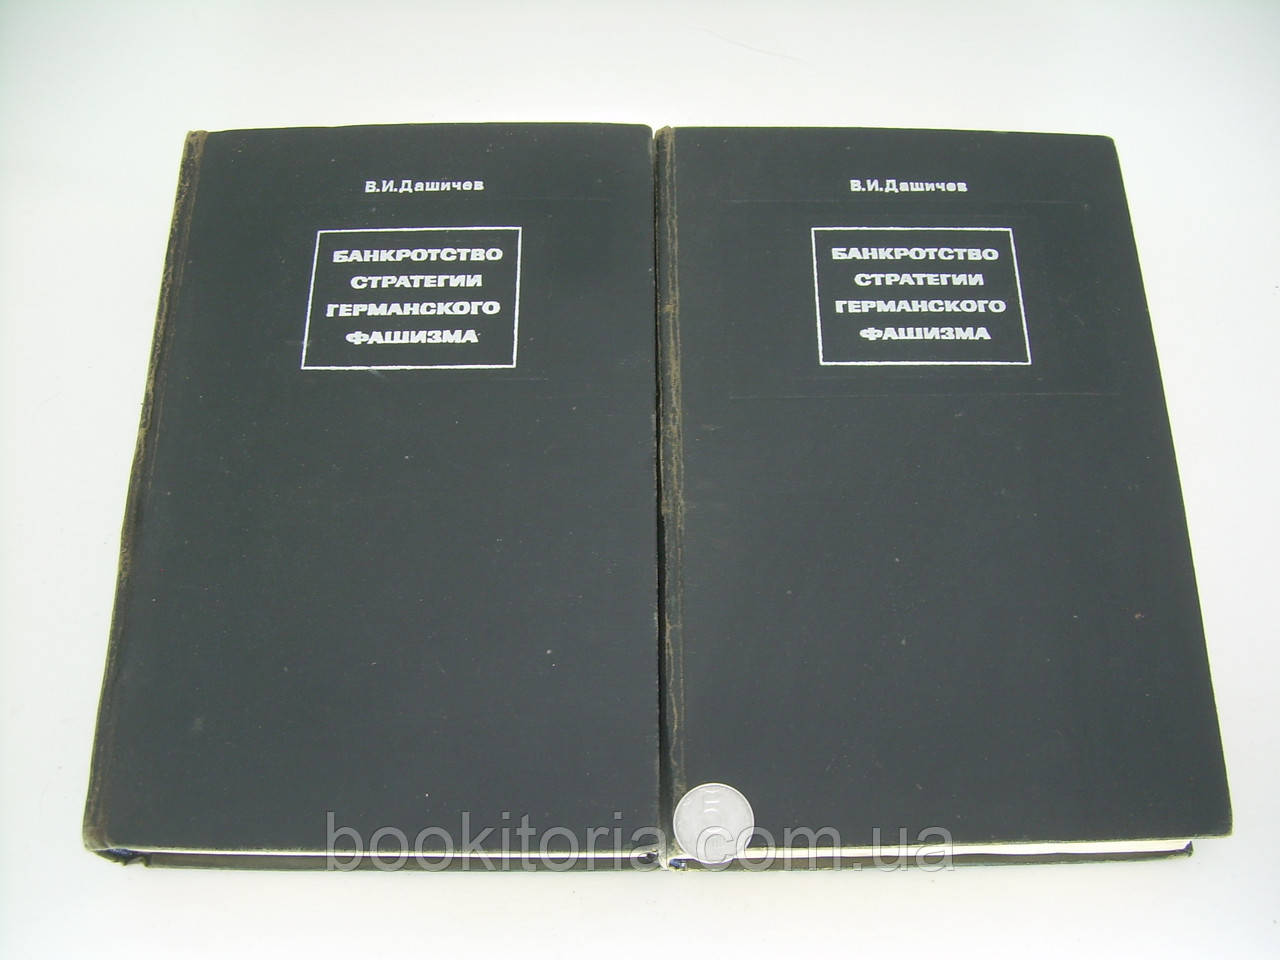 В.И.Дашичев
БАНКРОТСТВО
СТРАТЕГИИ
ГЕРМАНСКОГО
ФАШИЗМА
В.И.Дашичев
БАНКРОТСТВО
СТРАТЕГИИ
ГЕРМАНСКОГО
ФАШИЗМА
bookitoria.com.ua